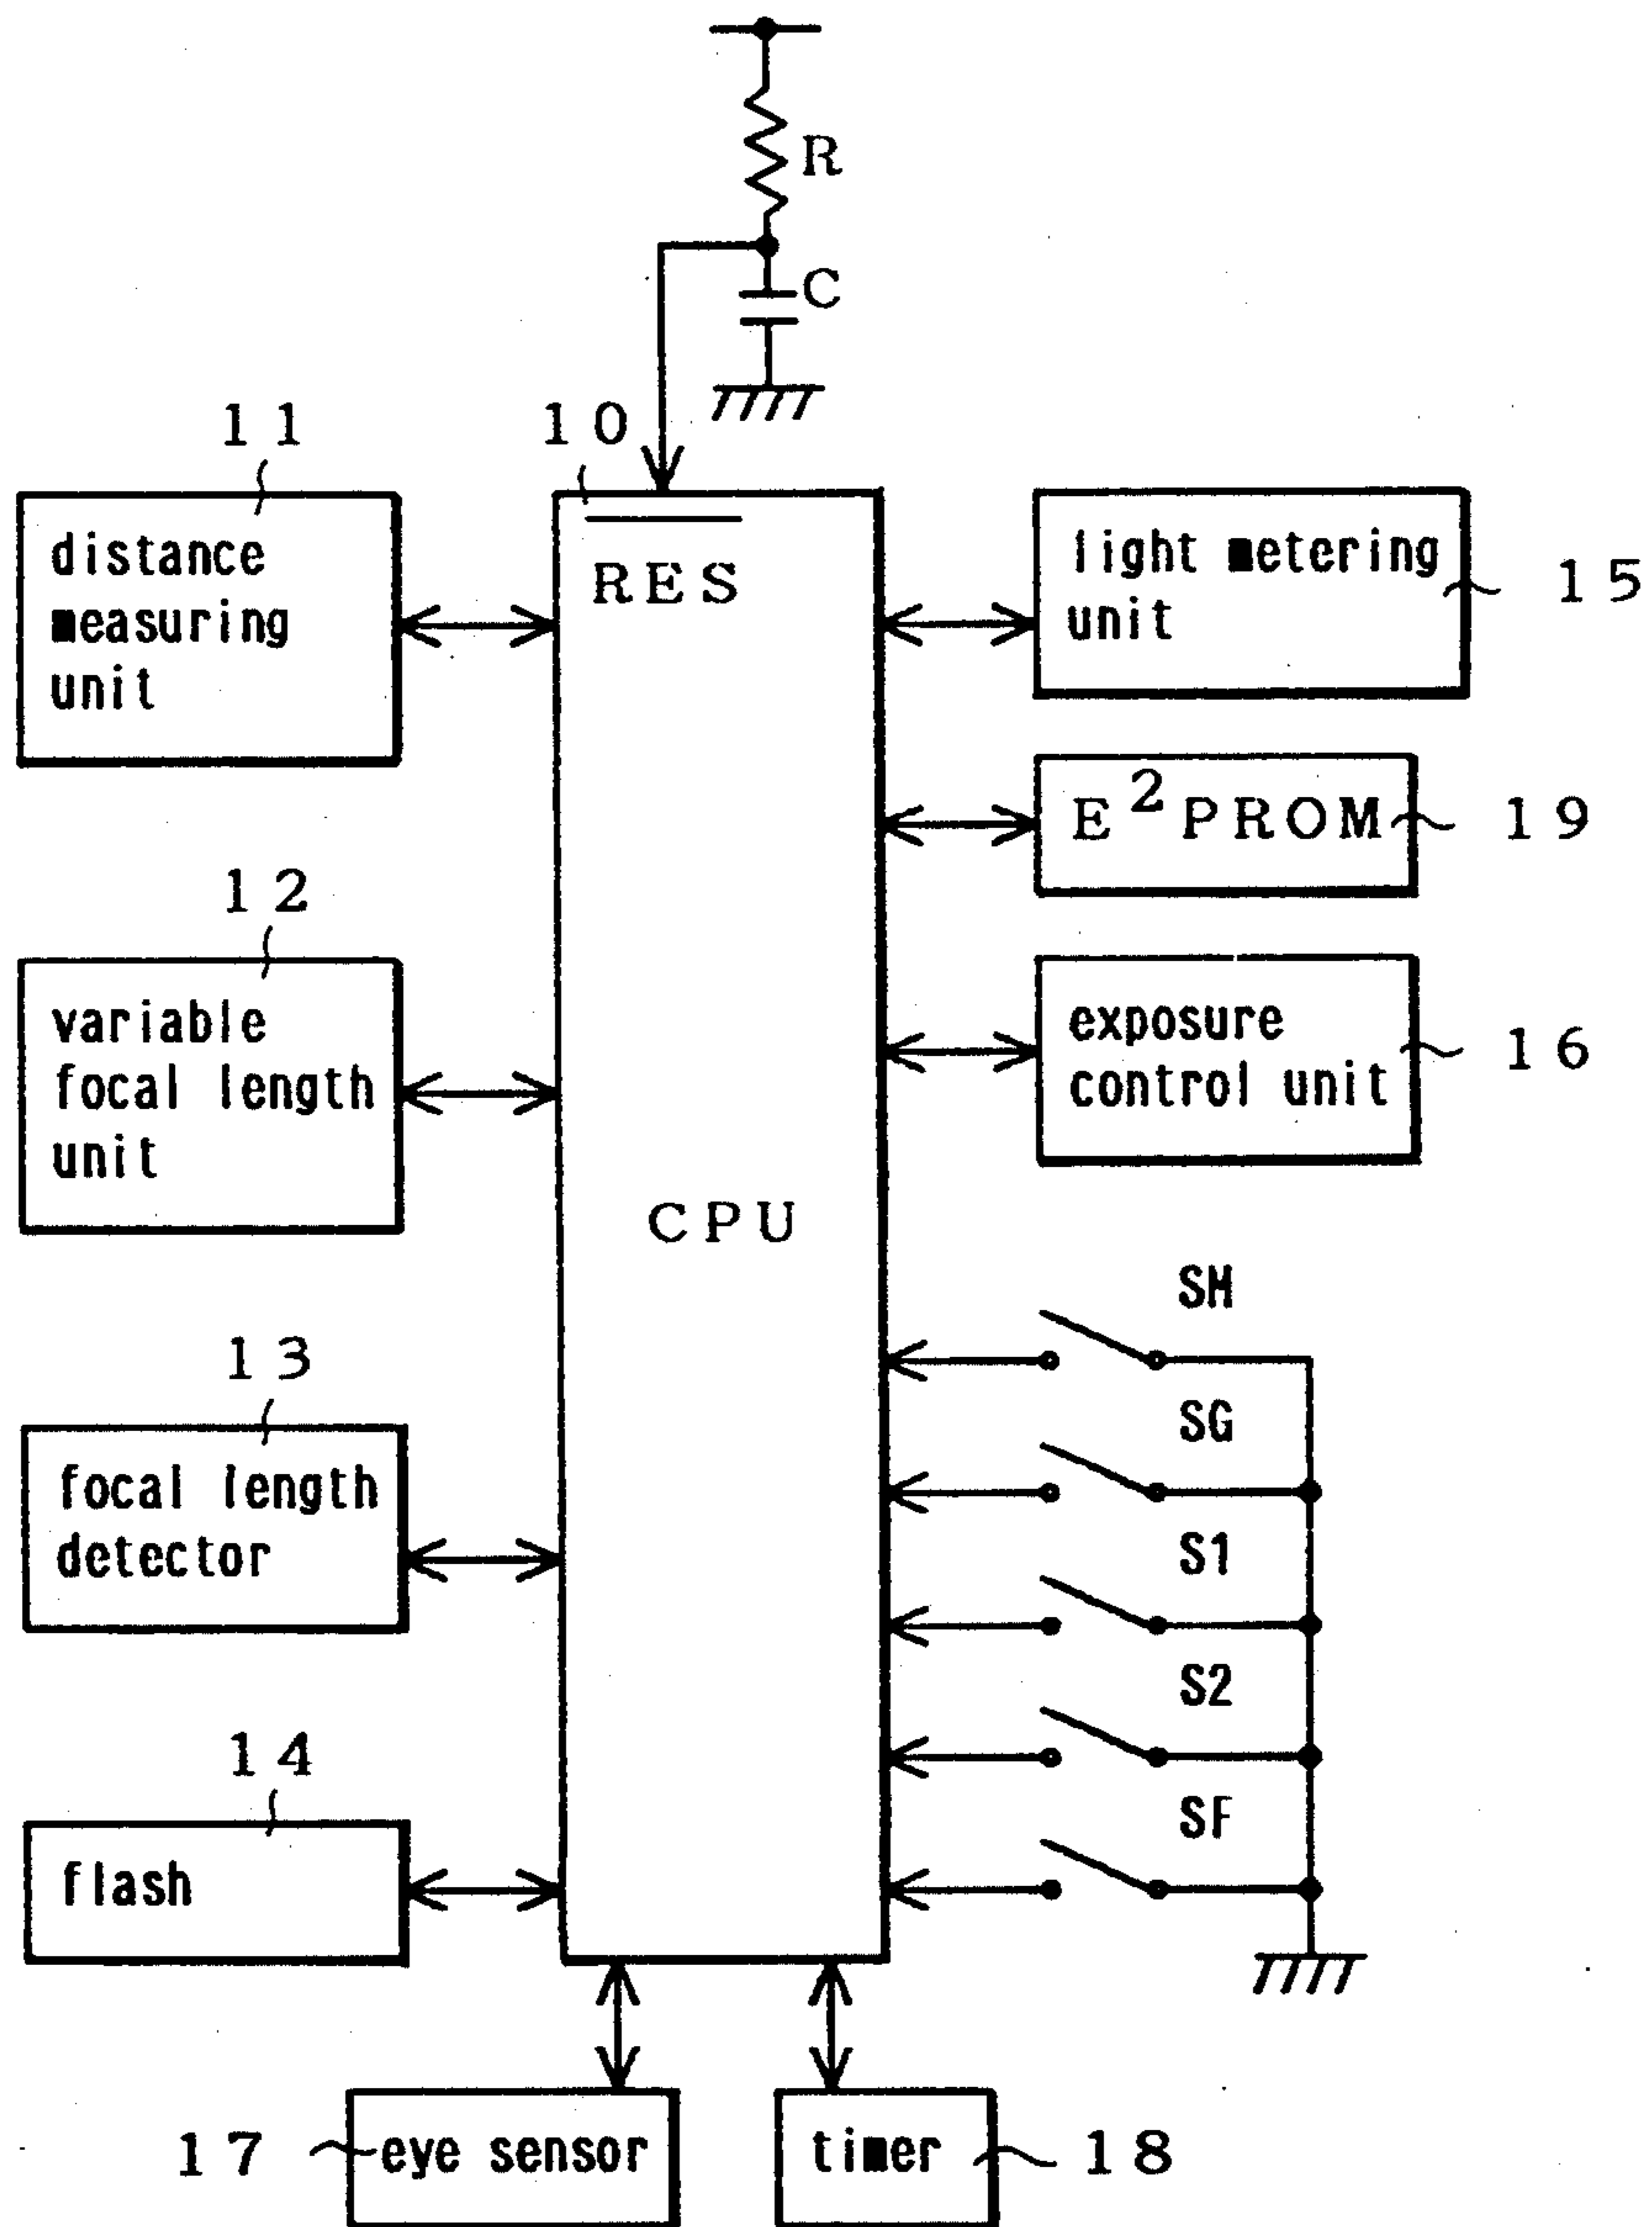 R
C
11
10
distance
measuring
unit
RES
light metering
unit
15
E²PROM
19
12
variable
focal length
unit
exposure
control unit
16
CPU
SM
SG
S1
S2
SF
13
focal length
detector
14
flash
17
eye sensor
timer
18